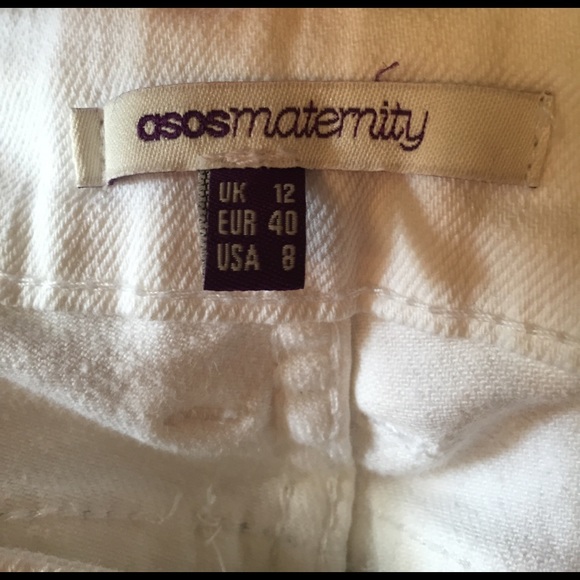 asosmaternity
UK 12
EUR 40
USA 8